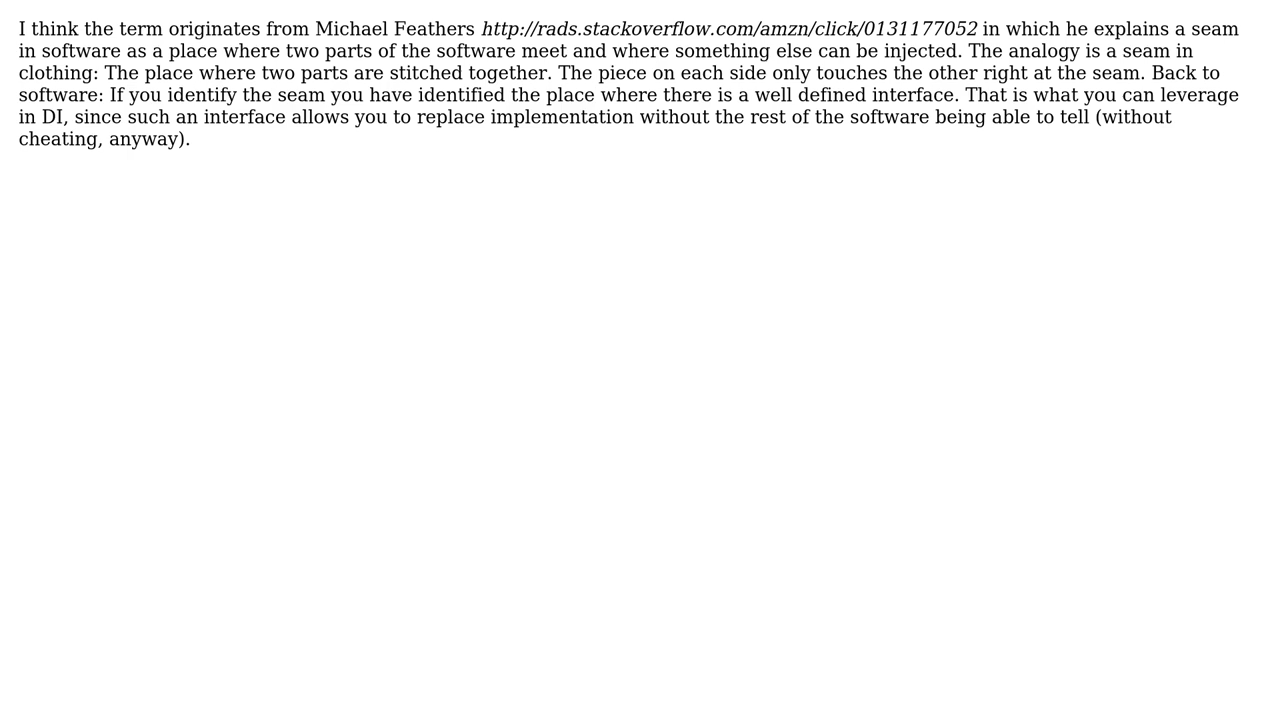 I think the term originates from Michael Feathers http://rads.stackoverflow.com/amzn/click/0131177052 in which he explains a seam
in software as a place where two parts of the software meet and where something else can be injected. The analogy is a seam in
clothing: The place where two parts are stitched together. The piece on each side only touches the other right at the seam. Back to
software: If you identify the seam you have identified the place where there is a well defined interface. That is what you can leverage
in DI, since such an interface allows you to replace implementation without the rest of the software being able to tell (without
cheating, anyway).